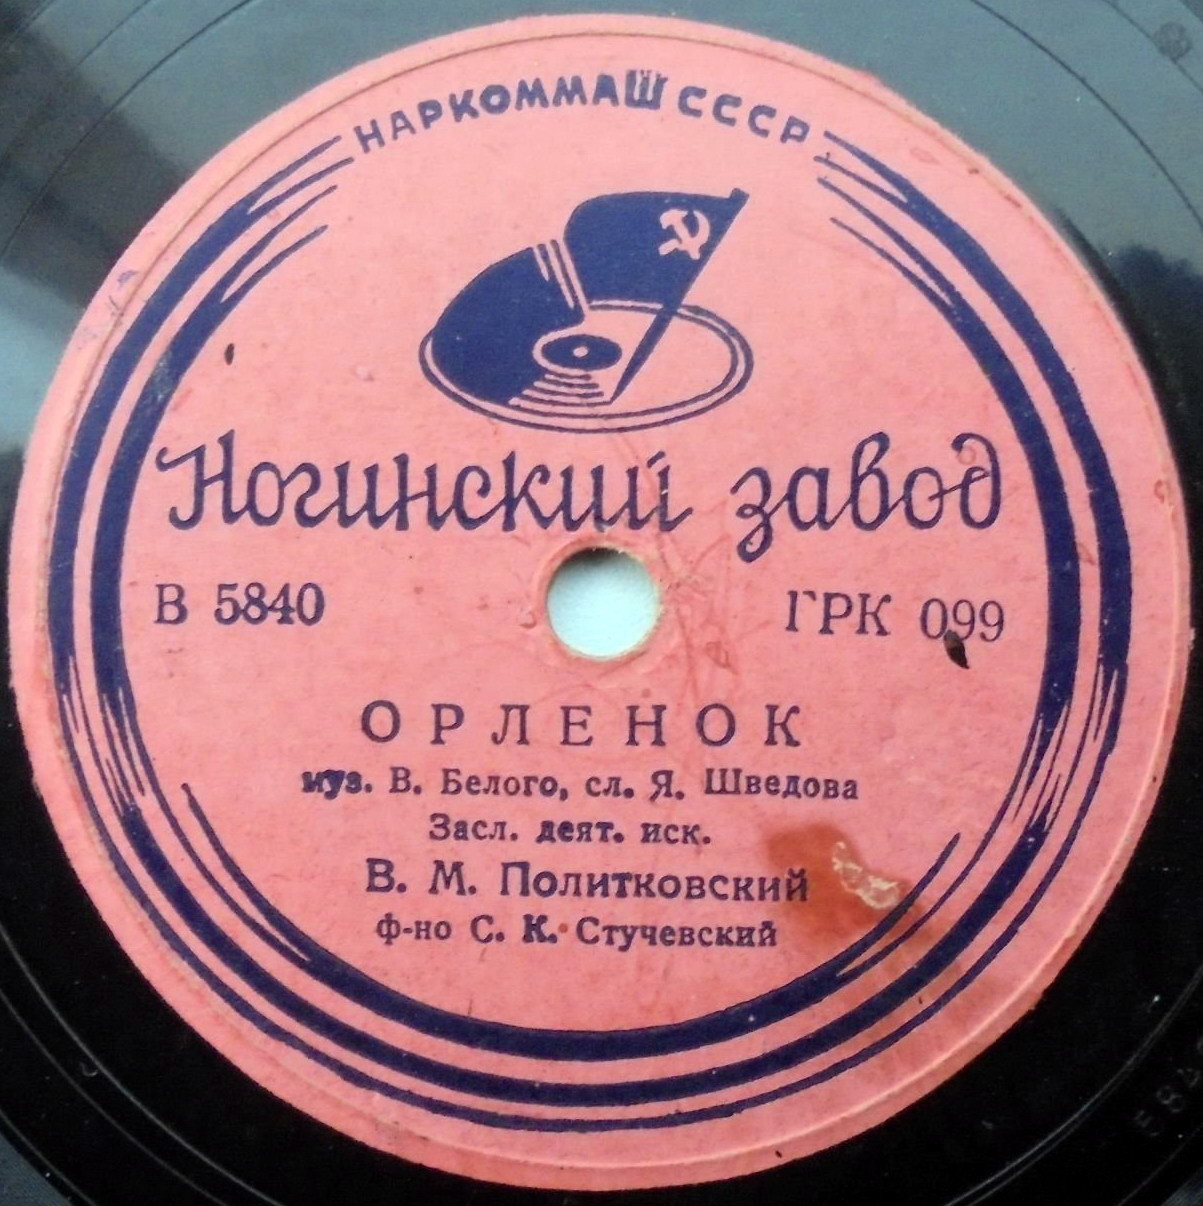 НАРКОММАШ СССР
Ногинский завод
В 5840 ГРК 099
ОРЛЕНОК
муз. В. Белого, сл. Я. Шведова
Засл. деят. иск.
В. М. Политковский
ф-но С. К. Стучевский